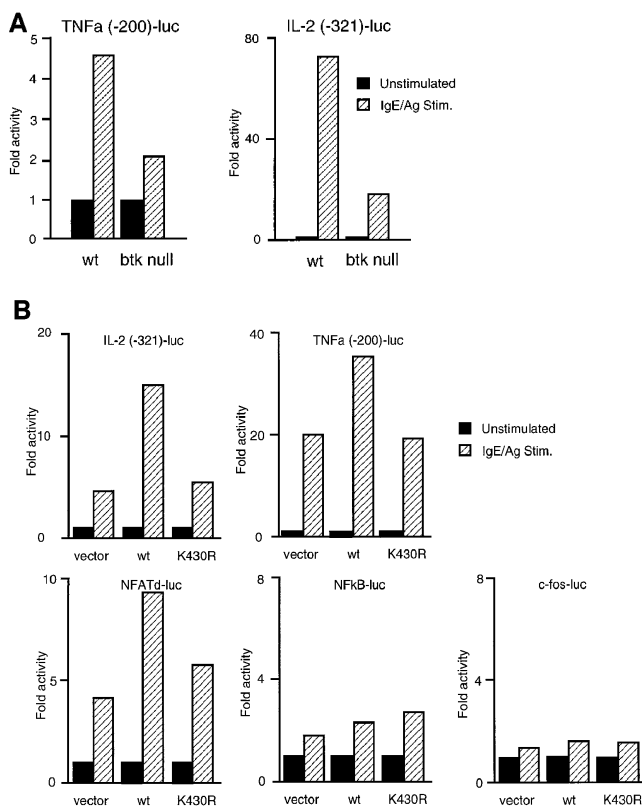 A
TNFa (-200)-luc
IL-2 (-321)-luc
5
4
3
2
1
0
Fold activity
wt
btk null
80
40
0
Fold activity
wt
btk null
Unstimulated
IgE/Ag Stim.
B
IL-2 (-321)-luc
20
10
0
Fold activity
vector
wt
K430R
TNFa (-200)-luc
40
20
0
Fold activity
vector
wt
K430R
Unstimulated
IgE/Ag Stim.
NFATd-luc
10
5
0
Fold activity
vector
wt
K430R
NFkB-luc
8
4
0
Fold activity
vector
wt
K430R
c-fos-luc
8
4
0
Fold activity
vector
wt
K430R